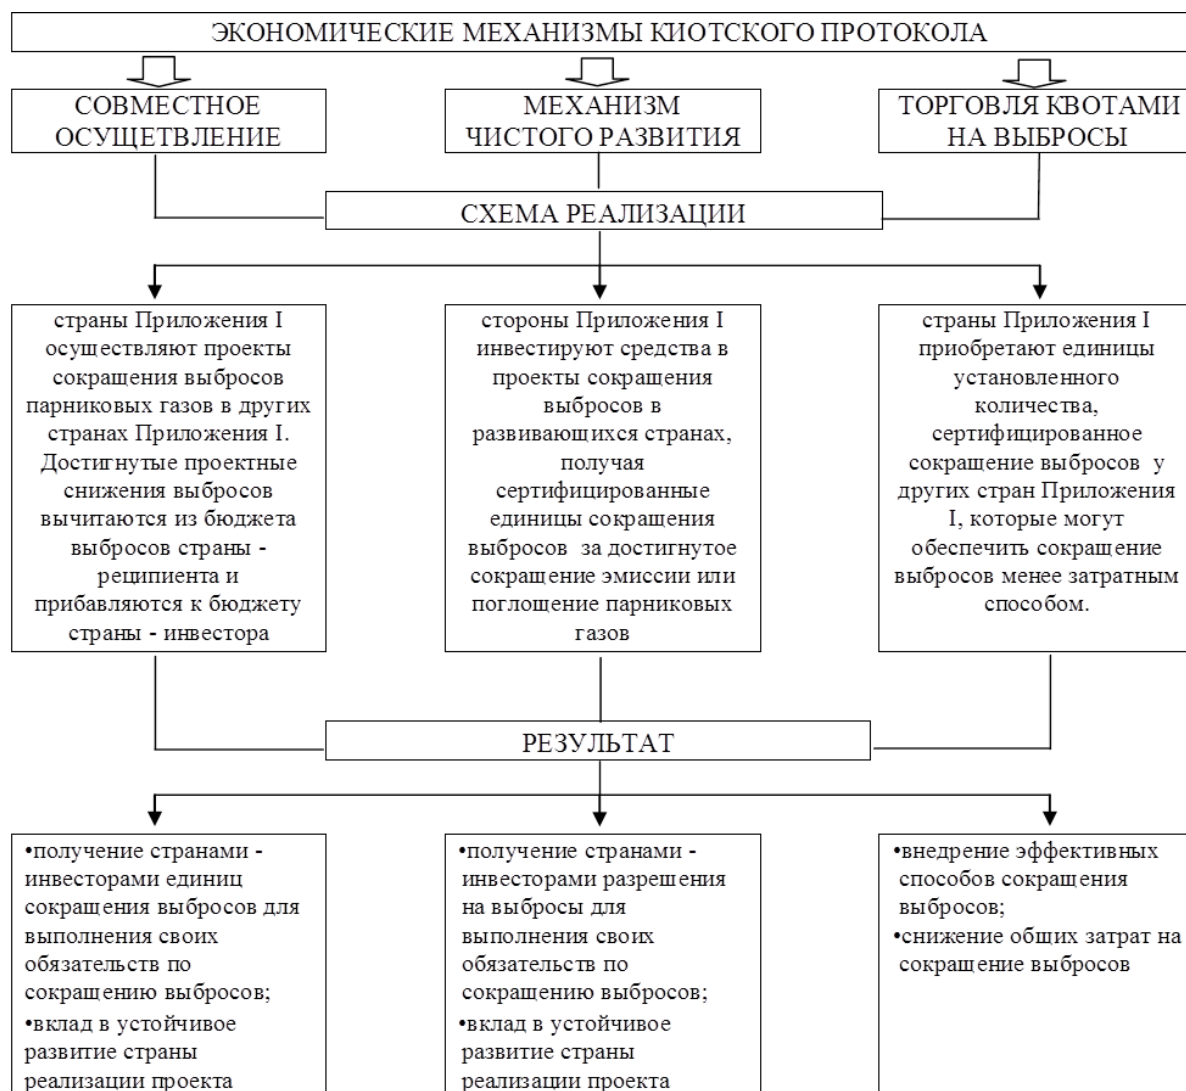 ЭКОНОМИЧЕСКИЕ МЕХАНИЗМЫ КИОТСКОГО ПРОТОКОЛА
СОВМЕСТНОЕ
ОСУЩЕТВЛЕНИЕ
МЕХАНИЗМ
ЧИСТОГО РАЗВИТИЯ
ТОРГОВЛЯ КВОТАМИ
НА ВЫБРОСЫ
СХЕМА РЕАЛИЗАЦИИ
страны Приложения I
осуществляют проекты
сокращения выбросов
парниковых газов в других
странах Приложения I.
Достигнутые проектные
снижения выбросов
вычитаются из бюджета
выбросов страны -
реципиента и
прибавляются к бюджету
страны - инвестора
стороны Приложения I
инвестируют средства в
проекты сокращения
выбросов в
развивающихся странах,
получая
сертифицированные
единицы сокращения
выбросов за достигнутое
сокращение эмиссии или
поглощение парниковых
газов
страны Приложения I
приобретают единицы
установленного
количества,
сертифицированное
сокращение выбросов у
других стран Приложения
I, которые могут
обеспечить сокращение
выбросов менее затратным
способом.
РЕЗУЛЬТАТ
•получение странами -
инвесторами единиц
сокращения выбросов для
выполнения своих
обязательств по
сокращению выбросов;
•вклад в устойчивое
развитие страны
реализации проекта
•получение странами -
инвесторами разрешения
на выбросы для
выполнения своих
обязательств по
сокращению выбросов;
•вклад в устойчивое
развитие страны
реализации проекта
•внедрение эффективных
способов сокращения
выбросов;
•снижение общих затрат на
сокращение выбросов